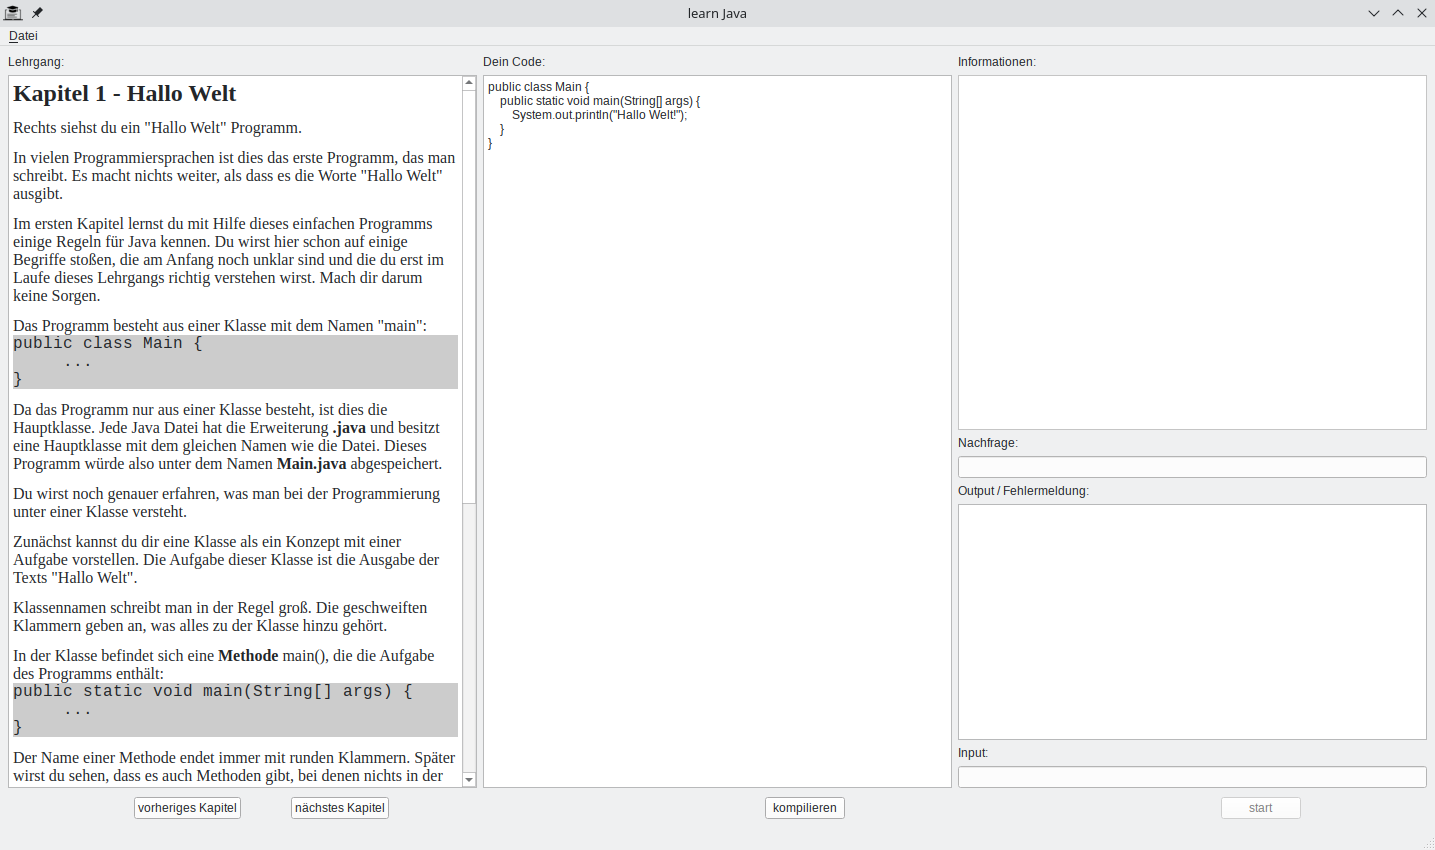 learn Java
Datei
Lehrgang:
Kapitel 1 - Hallo Welt
Rechts siehst du ein "Hallo Welt" Programm.
In vielen Programmiersprachen ist dies das erste Programm, das man
schreibt. Es macht nichts weiter, als dass es die Worte "Hallo Welt"
ausgibt.
Im ersten Kapitel lernst du mit Hilfe dieses einfachen Programms
einige Regeln für Java kennen. Du wirst hier schon auf einige
Begriffe stoßen, die am Anfang noch unklar sind und die du erst im
Laufe dieses Lehrgangs richtig verstehen wirst. Mach dir darum
keine Sorgen.
Das Programm besteht aus einer Klasse mit dem Namen "main":
public class Main {
     ...
}
Da das Programm nur aus einer Klasse besteht, ist dies die
Hauptklasse. Jede Java Datei hat die Erweiterung .java und besitzt
eine Hauptklasse mit dem gleichen Namen wie die Datei. Dieses
Programm würde also unter dem Namen Main.java abgespeichert.
Du wirst noch genauer erfahren, was man bei der Programmierung
unter einer Klasse versteht.
Zunächst kannst du dir eine Klasse als ein Konzept mit einer
Aufgabe vorstellen. Die Aufgabe dieser Klasse ist die Ausgabe der
Texts "Hallo Welt".
Klassennamen schreibt man in der Regel groß. Die geschweiften
Klammern geben an, was alles zu der Klasse hinzu gehört.
In der Klasse befindet sich eine Methode main(), die die Aufgabe
des Programms enthält:
public static void main(String[] args) {
     ...
}
Der Name einer Methode endet immer mit runden Klammern. Später
wirst du sehen, dass es auch Methoden gibt, bei denen nichts in der
vorheriges Kapitel
nächstes Kapitel
Dein Code:
public class Main {
    public static void main(String[] args) {
        System.out.println("Hallo Welt!");
    }
}
kompilieren
Informationen:
Nachfrage:
Output / Fehlermeldung:
Input:
start